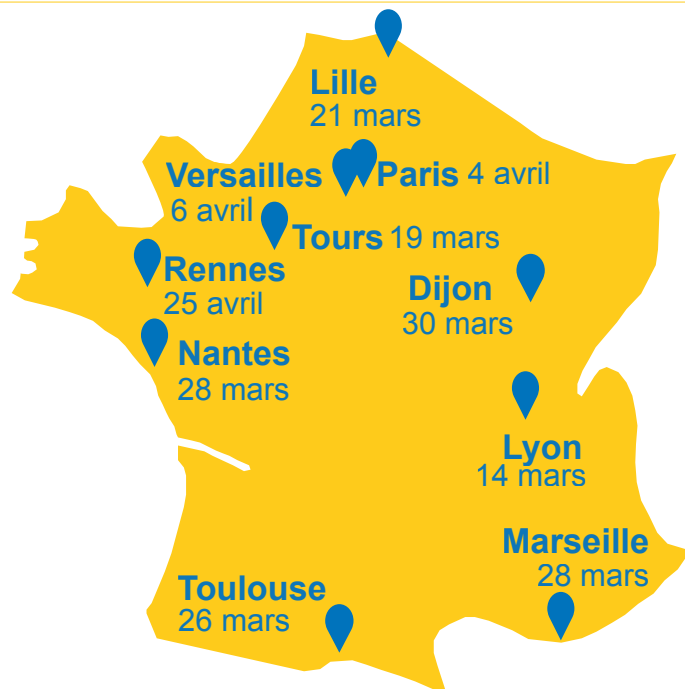 Lille
21 mars
Versailles
6 avril
Paris 4 avril
Tours 19 mars
Rennes
25 avril
Dijon
30 mars
Nantes
28 mars
Lyon
14 mars
Marseille
28 mars
Toulouse
26 mars